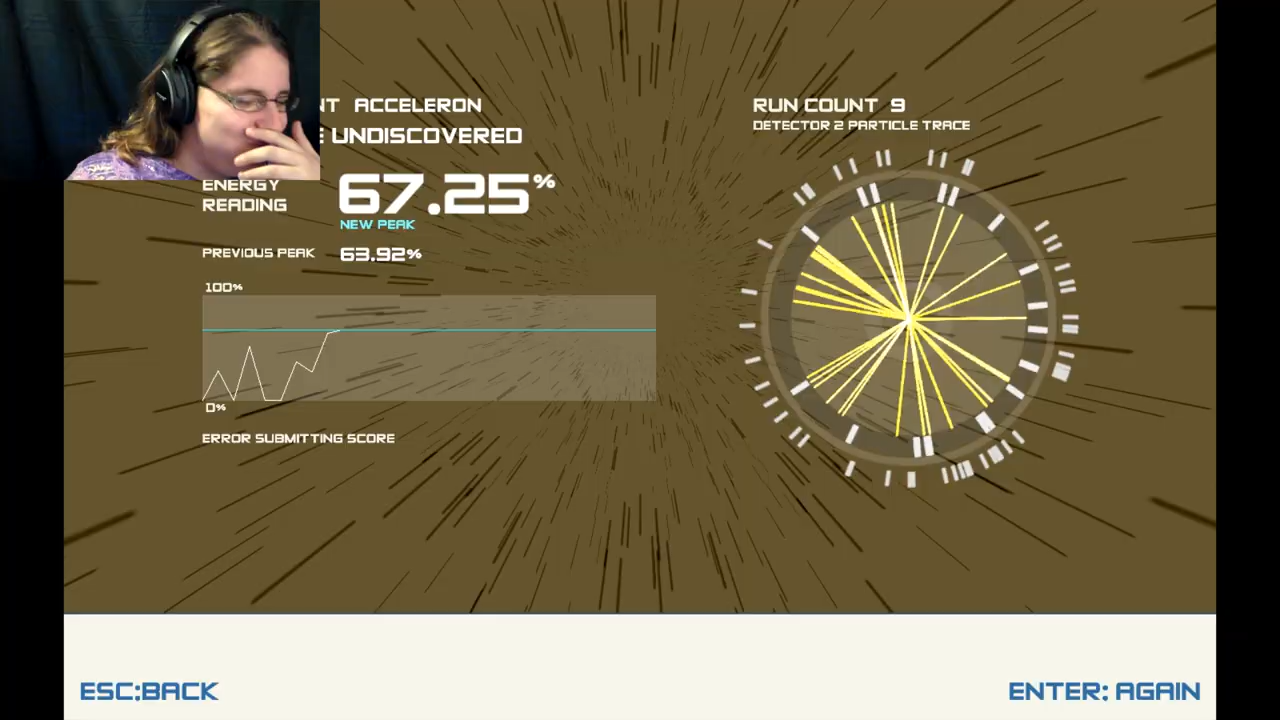 ACCELERON
UNDISCOVERED
ENERGY
READING
67.25%
NEW PEAK
PREVIOUS PEAK 63.92%
100%
0%
ERROR SUBMITTING SCORE
RUN COUNT 9
DETECTOR 2 PARTICLE TRACE
ESC:BACK
ENTER: AGAIN